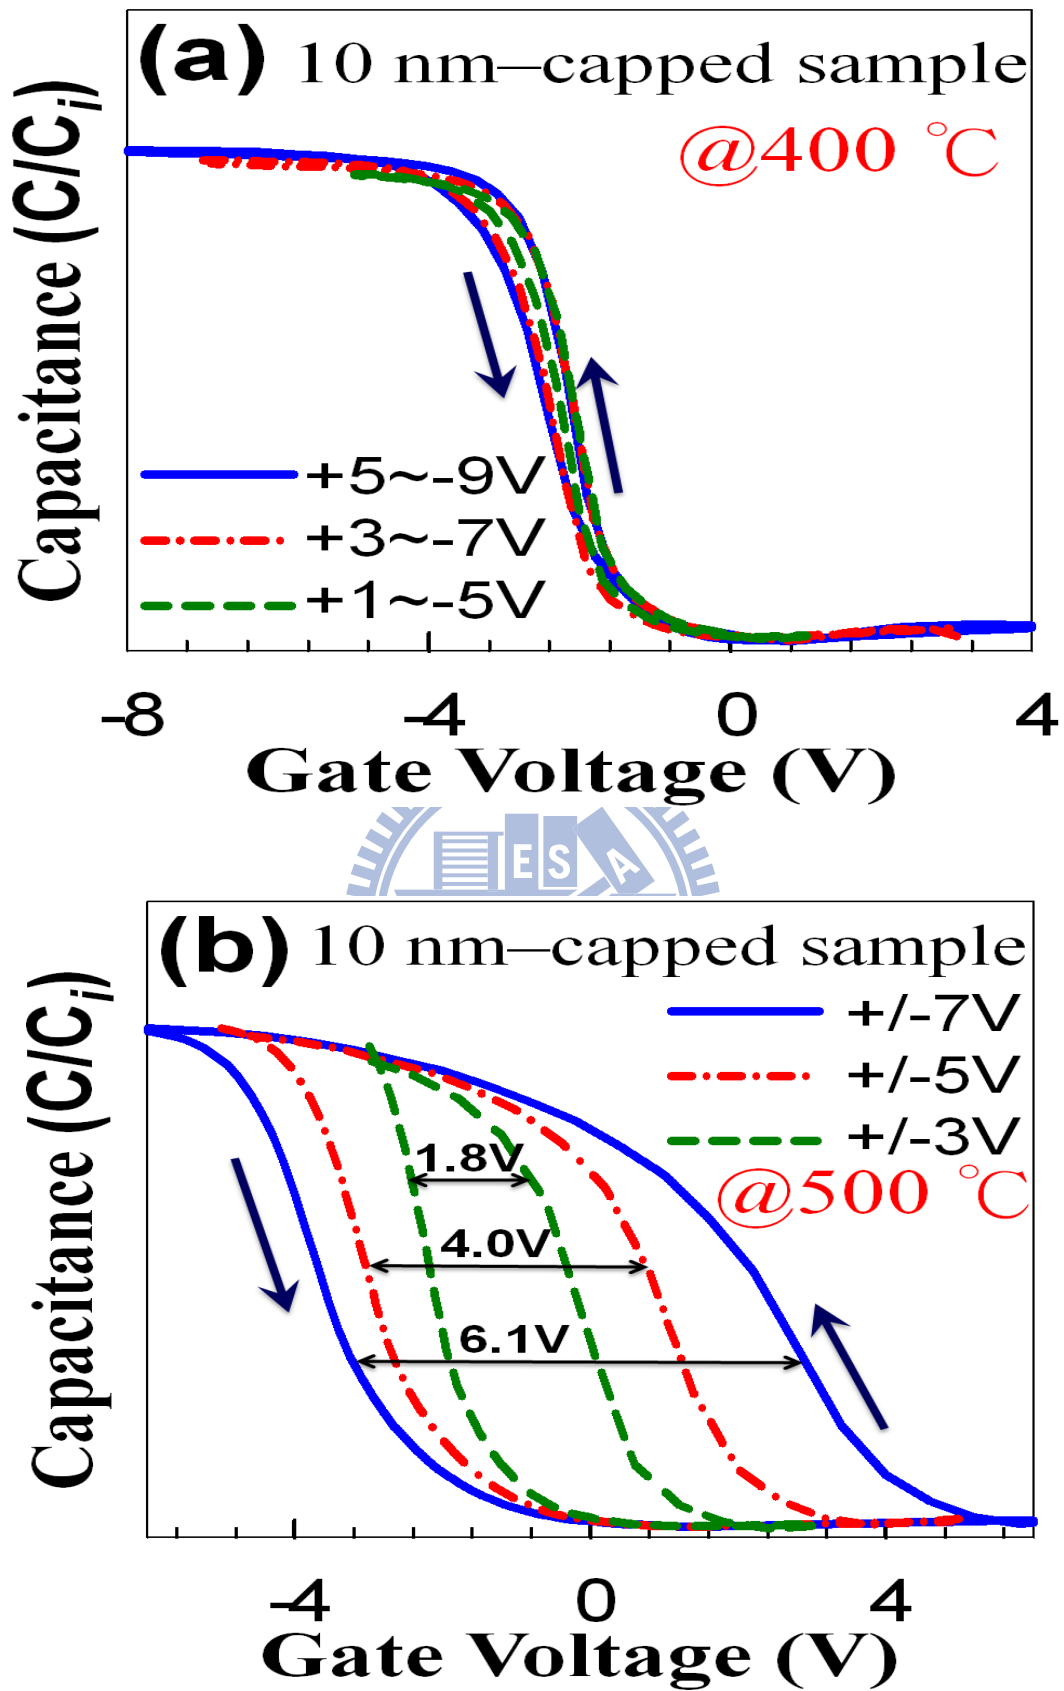 (a) 10 nm–capped sample
@400 ℃
Capacitance (C/Ci)
+5~-9V
+3~-7V
+1~-5V
-8 -4 0 4
Gate Voltage (V)
E S A
(b) 10 nm–capped sample
+/-7V
+/-5V
+/-3V
@500 ℃
1.8V
4.0V
6.1V
Capacitance (C/Ci)
-4 0 4
Gate Voltage (V)